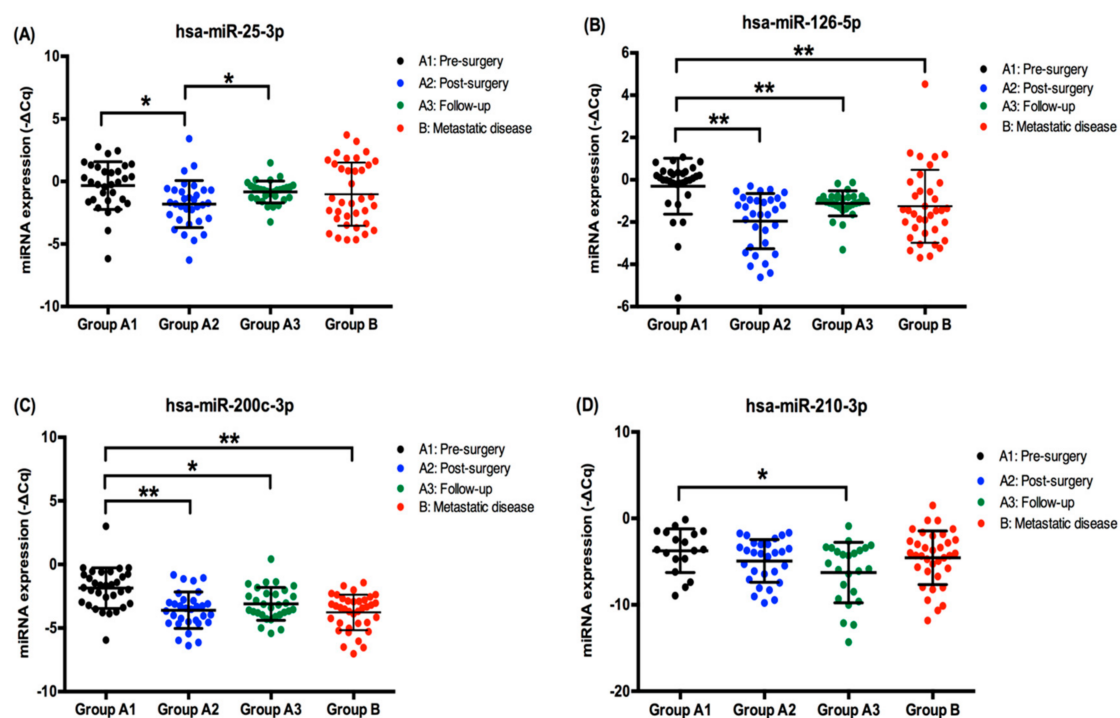 (A)
hsa-miR-25-3p
miRNA expression (-ΔCq)
10
5
0
-5
-10
*
*
A1: Pre-surgery
A2: Post-surgery
A3: Follow-up
B: Metastatic disease
Group A1 Group A2 Group A3 Group B
(B)
hsa-miR-126-5p
miRNA expression (-ΔCq)
6
4
2
0
-2
-4
-6
**
**
**
A1: Pre-surgery
A2: Post-surgery
A3: Follow-up
B: Metastatic disease
Group A1 Group A2 Group A3 Group B
(C)
hsa-miR-200c-3p
miRNA expression (-ΔCq)
10
5
0
-5
-10
**
*
**
A1: Pre-surgery
A2: Post-surgery
A3: Follow-up
B: Metastatic disease
Group A1 Group A2 Group A3 Group B
(D)
hsa-miR-210-3p
miRNA expression (-ΔCq)
10
0
-10
-20
*
A1: Pre-surgery
A2: Post-surgery
A3: Follow-up
B: Metastatic disease
Group A1 Group A2 Group A3 Group B